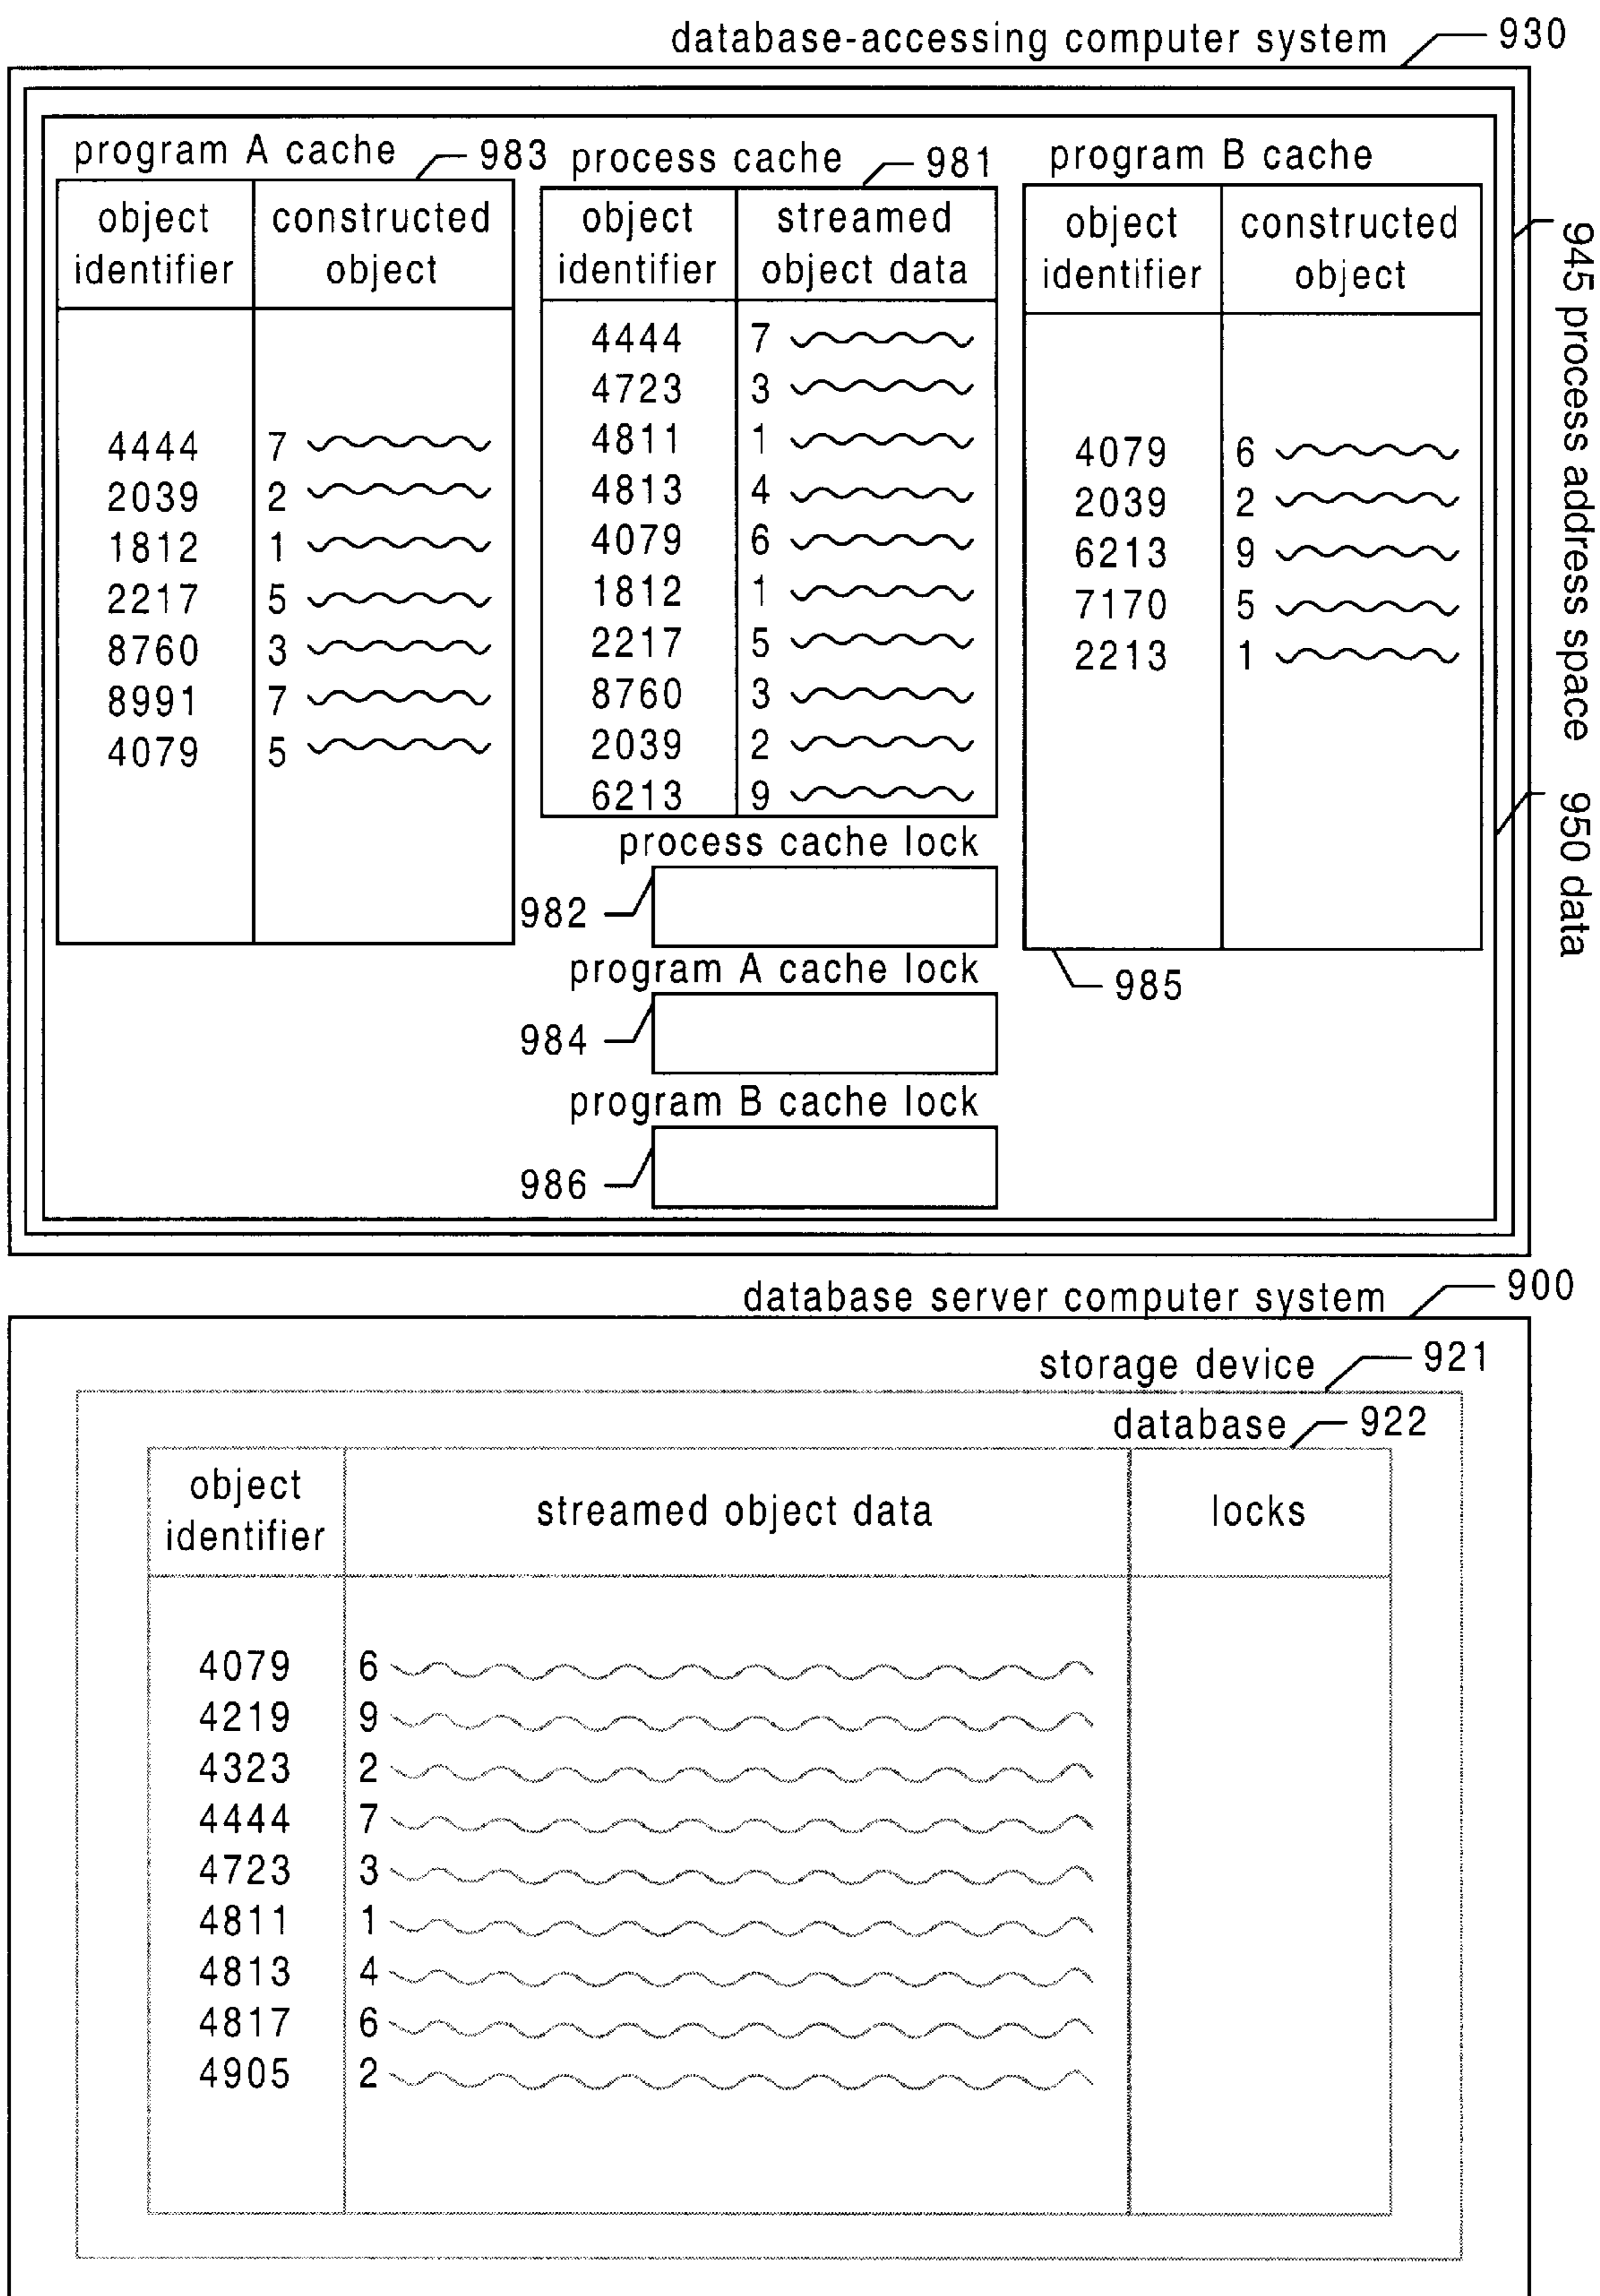 database-accessing computer system 930
program A cache 983
object identifier constructed object
4444 7
2039 2
1812 1
2217 5
8760 3
8991 7
4079 5
process cache 981
object identifier streamed object data
4444 7
4723 3
4811 1
4813 4
4079 6
1812 1
2217 5
8760 3
2039 2
6213 9
program B cache
object identifier constructed object
4079 6
2039 2
6213 9
7170 5
2213 1
985
945 process address space
950 data
process cache lock
982
program A cache lock
984
program B cache lock
986
database server computer system 900
storage device 921
database 922
object identifier streamed object data locks
4079 6
4219 9
4323 2
4444 7
4723 3
4811 1
4813 4
4817 6
4905 2